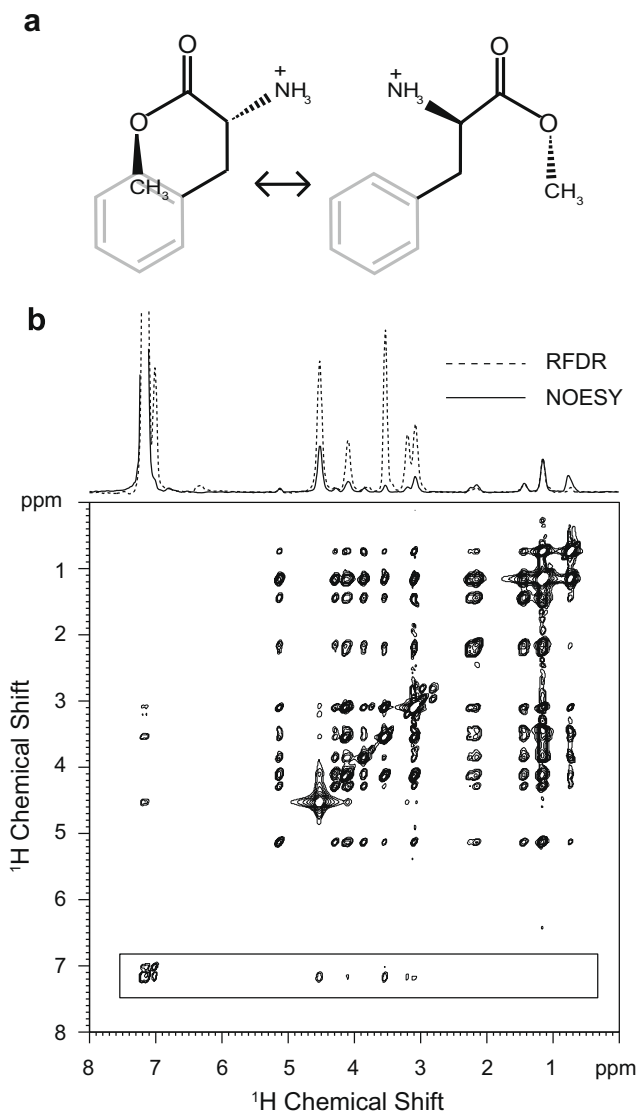 a
O
O
CH₃
+
NH₃
+
NH₃
O
O
CH₃
b
RFDR
NOESY
ppm
1
2
3
4
5
6
7
8
¹H Chemical Shift
8 7 6 5 4 3 2 1 ppm
¹H Chemical Shift